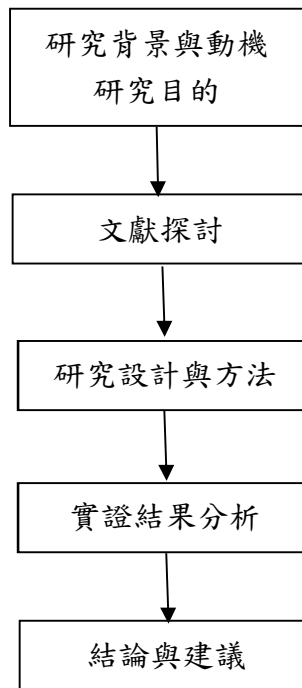 研究背景與動機
研究目的
文獻探討
研究設計與方法
實證結果分析
結論與建議